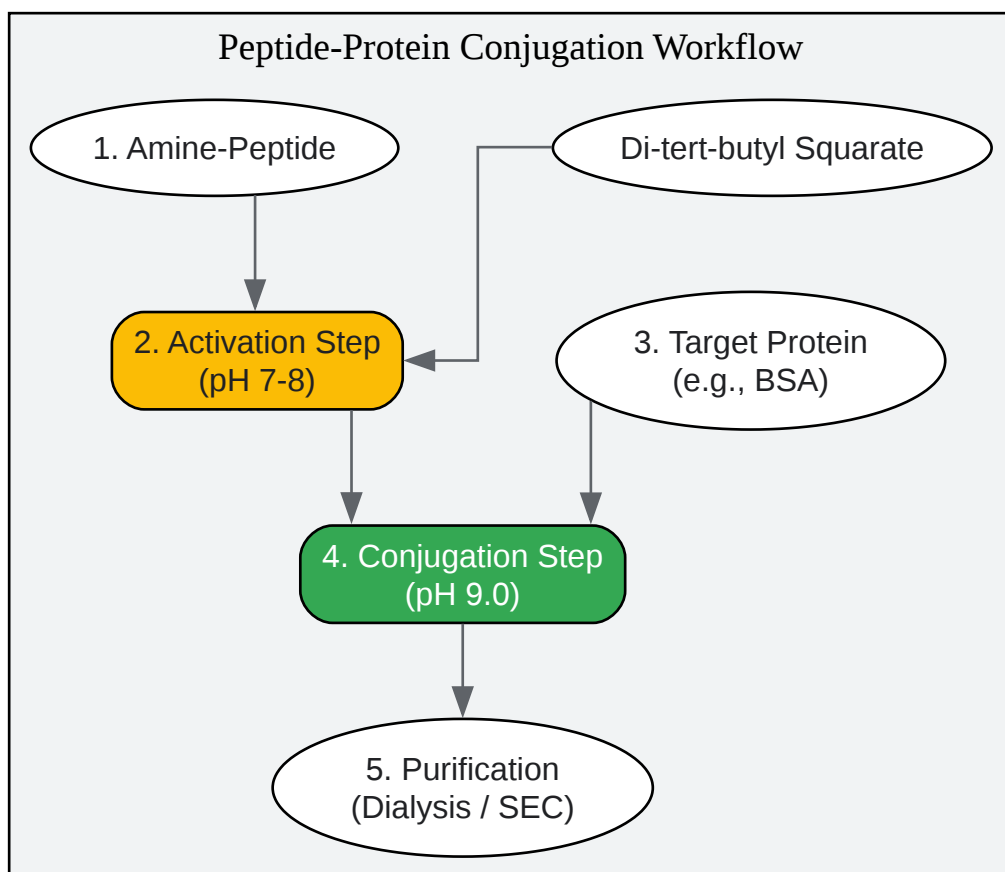 Peptide-Protein Conjugation Workflow
1. Amine-Peptide
Di-tert-butyl Squarate
2. Activation Step
(pH 7-8)
3. Target Protein
(e.g., BSA)
4. Conjugation Step
(pH 9.0)
5. Purification
(Dialysis / SEC)